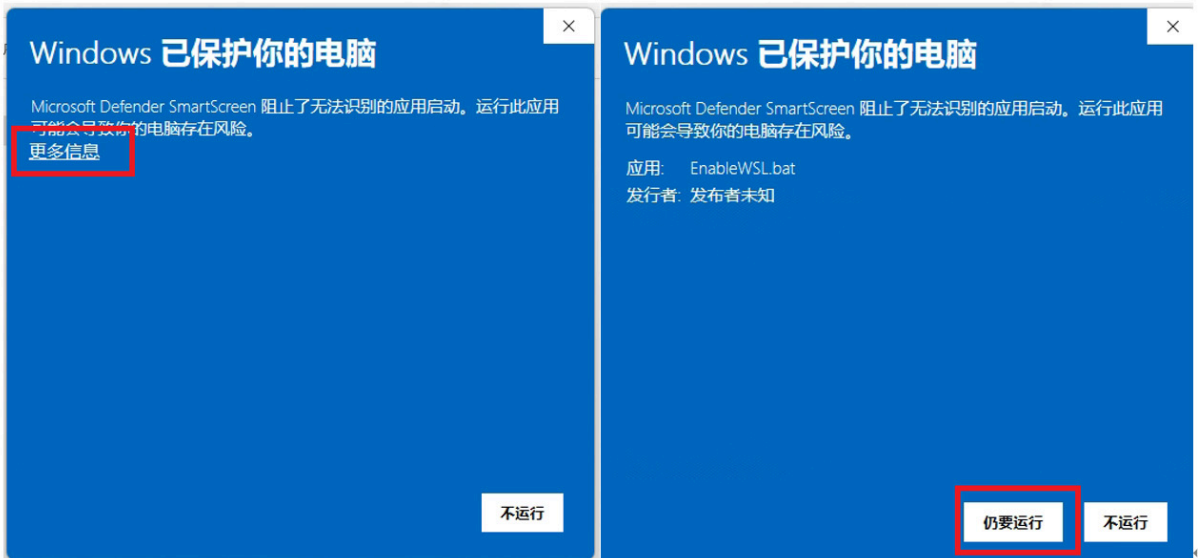 Windows 已保护你的电脑
Microsoft Defender SmartScreen 阻止了无法识别的应用启动。运行此应用
可能会导致你的电脑存在风险。
更多信息
不运行
Windows 已保护你的电脑
Microsoft Defender SmartScreen 阻止了无法识别的应用启动。运行此应用
可能会导致你的电脑存在风险。
应用: EnableWSL.bat
发行者: 发布者未知
仍要运行 不运行